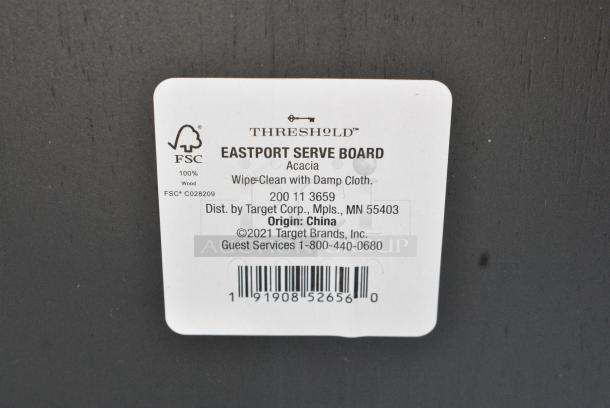 THRESHOLD™
EASTPORT SERVE BOARD
Acacia
Wipe-Clean with Damp Cloth.
200 11 3659
Dist. by Target Corp., Mpls., MN 55403
Origin: China
©2021 Target Brands, Inc.
Guest Services 1-800-440-0680
FSC
100%
Wood
FSC® C028209
1 91908 52656 0